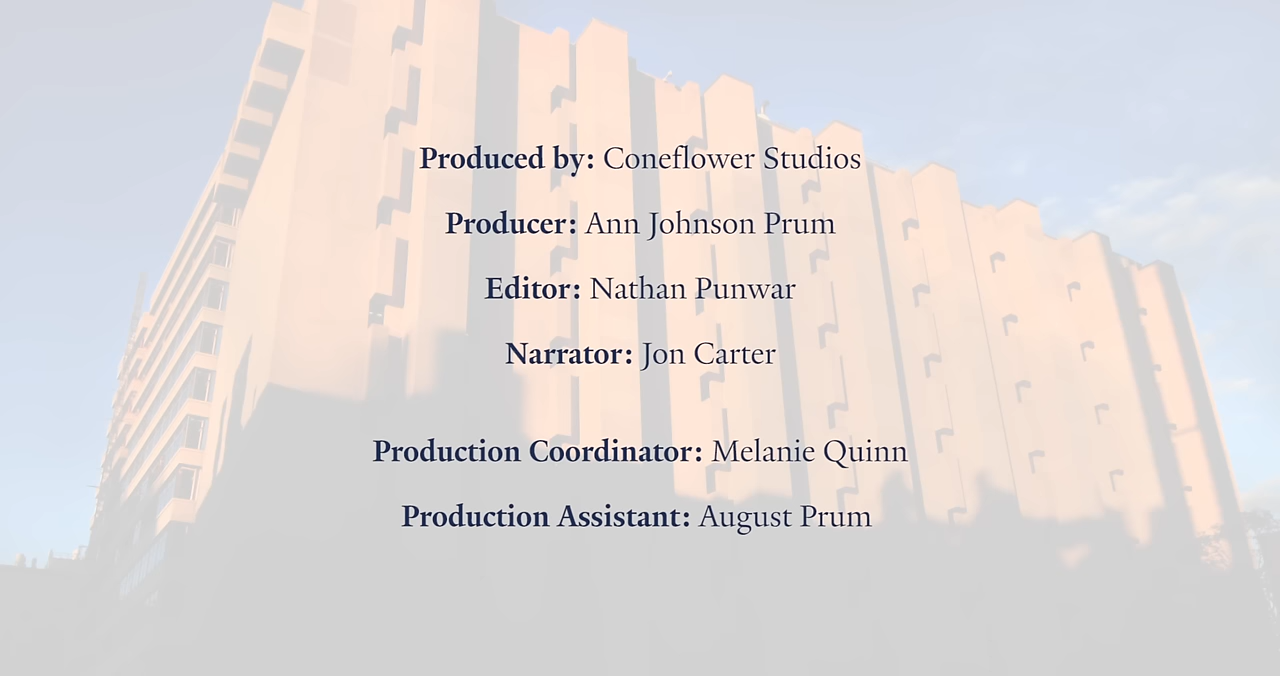 Produced by: Coneflower Studios
Producer: Ann Johnson Prum
Editor: Nathan Punwar
Narrator: Jon Carter
Production Coordinator: Melanie Quinn
Production Assistant: August Prum